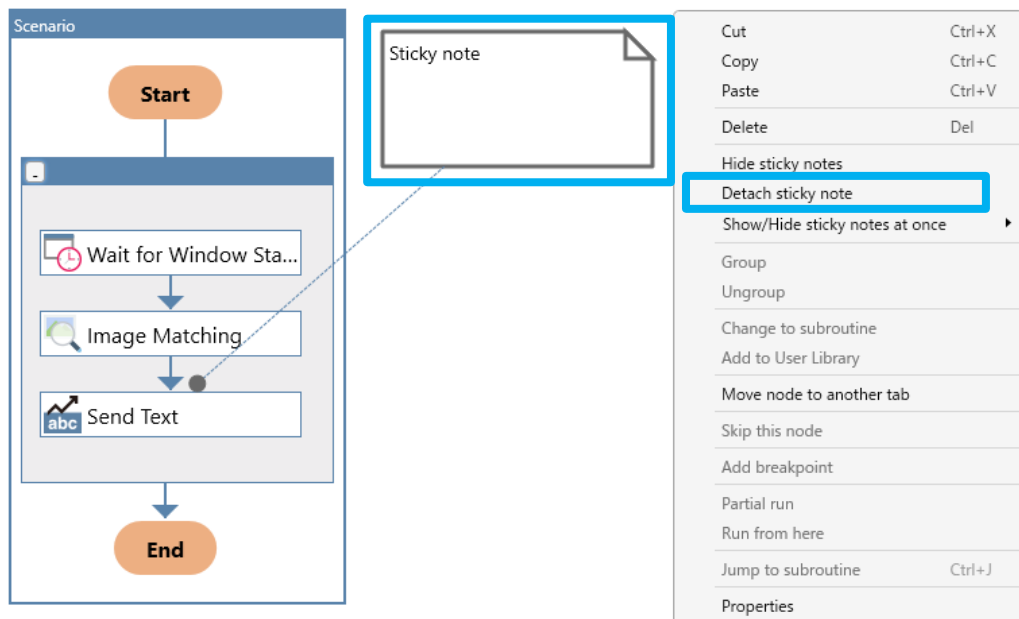 Scenario
Start
-
Wait for Window Sta...
Image Matching
abc
Send Text
End
Sticky note
Cut Ctrl+X
Copy Ctrl+C
Paste Ctrl+V
Delete Del
Hide sticky notes
Detach sticky note
Show/Hide sticky notes at once
Group
Ungroup
Change to subroutine
Add to User Library
Move node to another tab
Skip this node
Add breakpoint
Partial run
Run from here
Jump to subroutine Ctrl+J
Properties